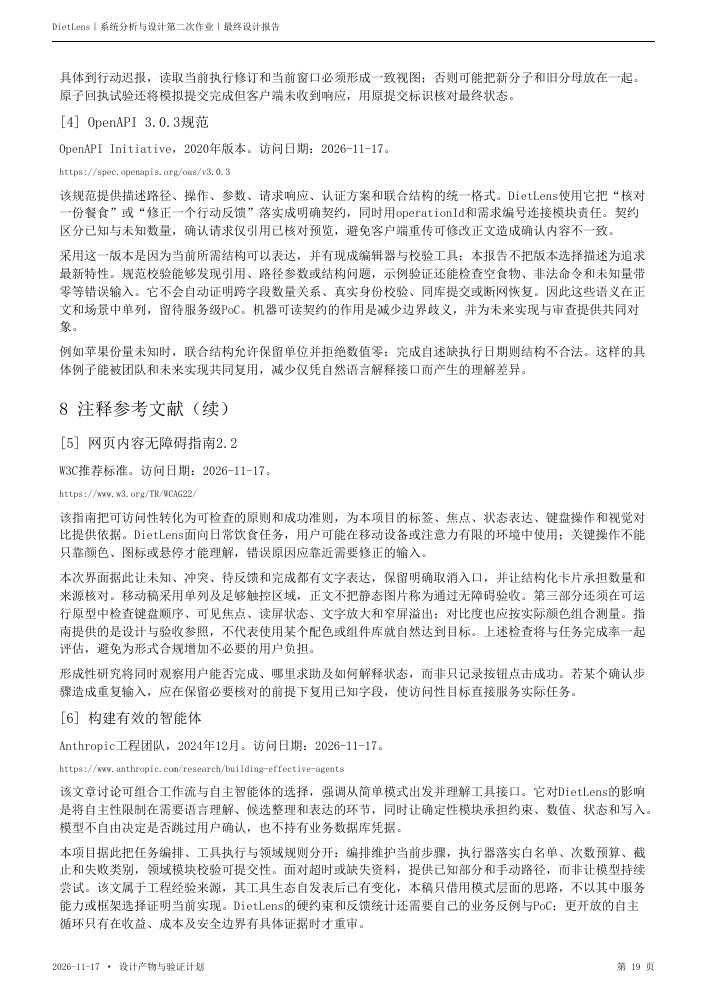 DietLens | 系统分析与设计第二次作业 | 最终设计报告
具体到行动迟报，读取当前执行修订和当前窗口必须形成一致视图；否则可能把新分子和旧分母放在一起。
原子回执试验还将模拟提交完成但客户端未收到响应，用原提交标识核对最终状态。
[4] OpenAPI 3.0.3规范
OpenAPI Initiative，2020年版本。访问日期：2026-11-17。
https://spec.openapis.org/oas/v3.0.3
该规范提供描述路径、操作、参数、请求响应、认证方案和联合结构的统一格式。DietLens使用它把“核对
一份餐食”或“修正一个行动反馈”落实成明确契约，同时用operationId和需求编号连接模块责任。契约
区分已知与未知数量，确认请求仅引用已核对预览，避免客户端重传可修改正文造成确认内容不一致。
采用这一版本是因为当前所需结构可以表达，并有现成编辑器与校验工具；本报告不把版本选择描述为追求
最新特性。规范校验能够发现引用、路径参数或结构问题，示例验证还能检查空食物、非法命令和未知量带
零等错误输入。它不会自动证明跨字段数量关系、真实身份校验、同库提交或断网恢复。因此这些语义在正
文和场景中单列，留待服务级PoC。机器可读契约的作用是减少边界歧义，并为未来实现与审查提供共同对
象。
例如苹果份量未知时，联合结构允许保留单位并拒绝数值零；完成自述缺执行日期则结构不合法。这样的具
体例子能被团队和未来实现共同复用，减少仅凭自然语言解释接口而产生的理解差异。
8 注释参考文献（续）
[5] 网页内容无障碍指南2.2
W3C推荐标准。访问日期：2026-11-17。
https://www.w3.org/TR/WCAG22/
该指南把可访问性转化为可检查的原则和成功准则，为本项目的标签、焦点、状态表达、键盘操作和视觉对
比提供依据。DietLens面向日常饮食任务，用户可能在移动设备或注意力有限的环境中使用；关键操作不能
只靠颜色、图标或悬停才能理解，错误原因应靠近需要修正的输入。
本次界面据此让未知、冲突、待反馈和完成都有文字表达，保留明确取消入口，并让结构化卡片承担数量和
来源核对。移动稿采用单列及足够触控区域，正文不把静态图片称为通过无障碍验收。第三部分还须在可运
行原型中检查键盘顺序、可见焦点、读屏状态、文字放大和窄屏溢出；对比度也应按实际颜色组合测量。指
南提供的是设计与验收参照，不代表使用某个配色或组件库就自然达到目标。上述检查将与任务完成率一起
评估，避免为形式合规增加不必要的用户负担。
形成性研究将同时观察用户能否完成、哪里求助及如何解释状态，而非只记录按钮点击成功。若某个确认步
骤造成重复输入，应在保留必要核对的前提下复用已知字段，使访问性目标直接服务实际任务。
[6] 构建有效的智能体
Anthropic工程团队，2024年12月。访问日期：2026-11-17。
https://www.anthropic.com/research/building-effective-agents
该文章讨论可组合工作流与自主智能体的选择，强调从简单模式出发并理解工具接口。它对DietLens的影响
是将自主性限制在需要语言理解、候选整理和表达的环节，同时让确定性模块承担约束、数值、状态和写入。
模型不自由决定是否跳过用户确认，也不持有业务数据库凭据。
本项目据此把任务编排、工具执行与领域规则分开：编排维护当前步骤，执行器落实白名单、次数预算、截
止和失败类别，领域模块校验可提交性。面对超时或缺失资料，提供已知部分和手动路径，而非让模型持续
尝试。该文属于工程经验来源，其工具生态自发表后已有变化，本稿只借用模式层面的思路，不以其中服务
能力或框架选择证明当前实现。DietLens的硬约束和反馈统计还需要自己的业务反例与PoC；更开放的自主
循环只有在收益、成本及安全边界有具体证据时才重审。
2026-11-17 • 设计产物与验证计划
第 19 页